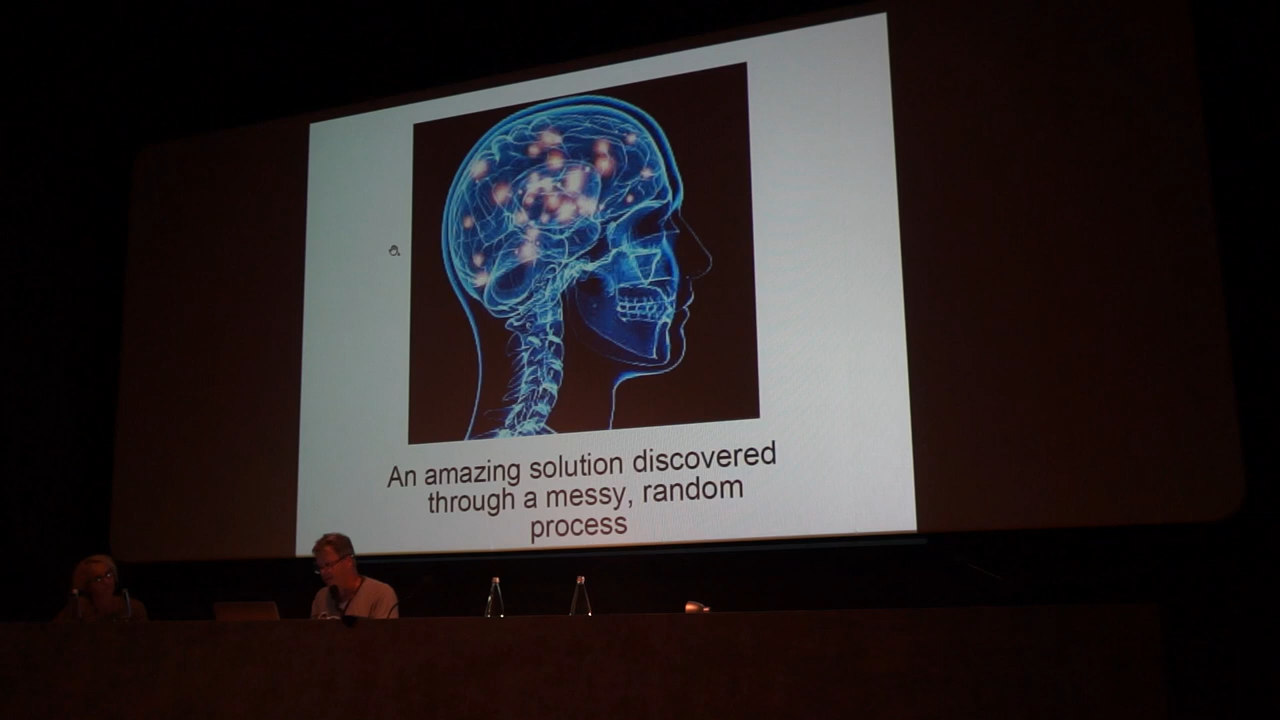 An amazing solution discovered
through a messy, random
process